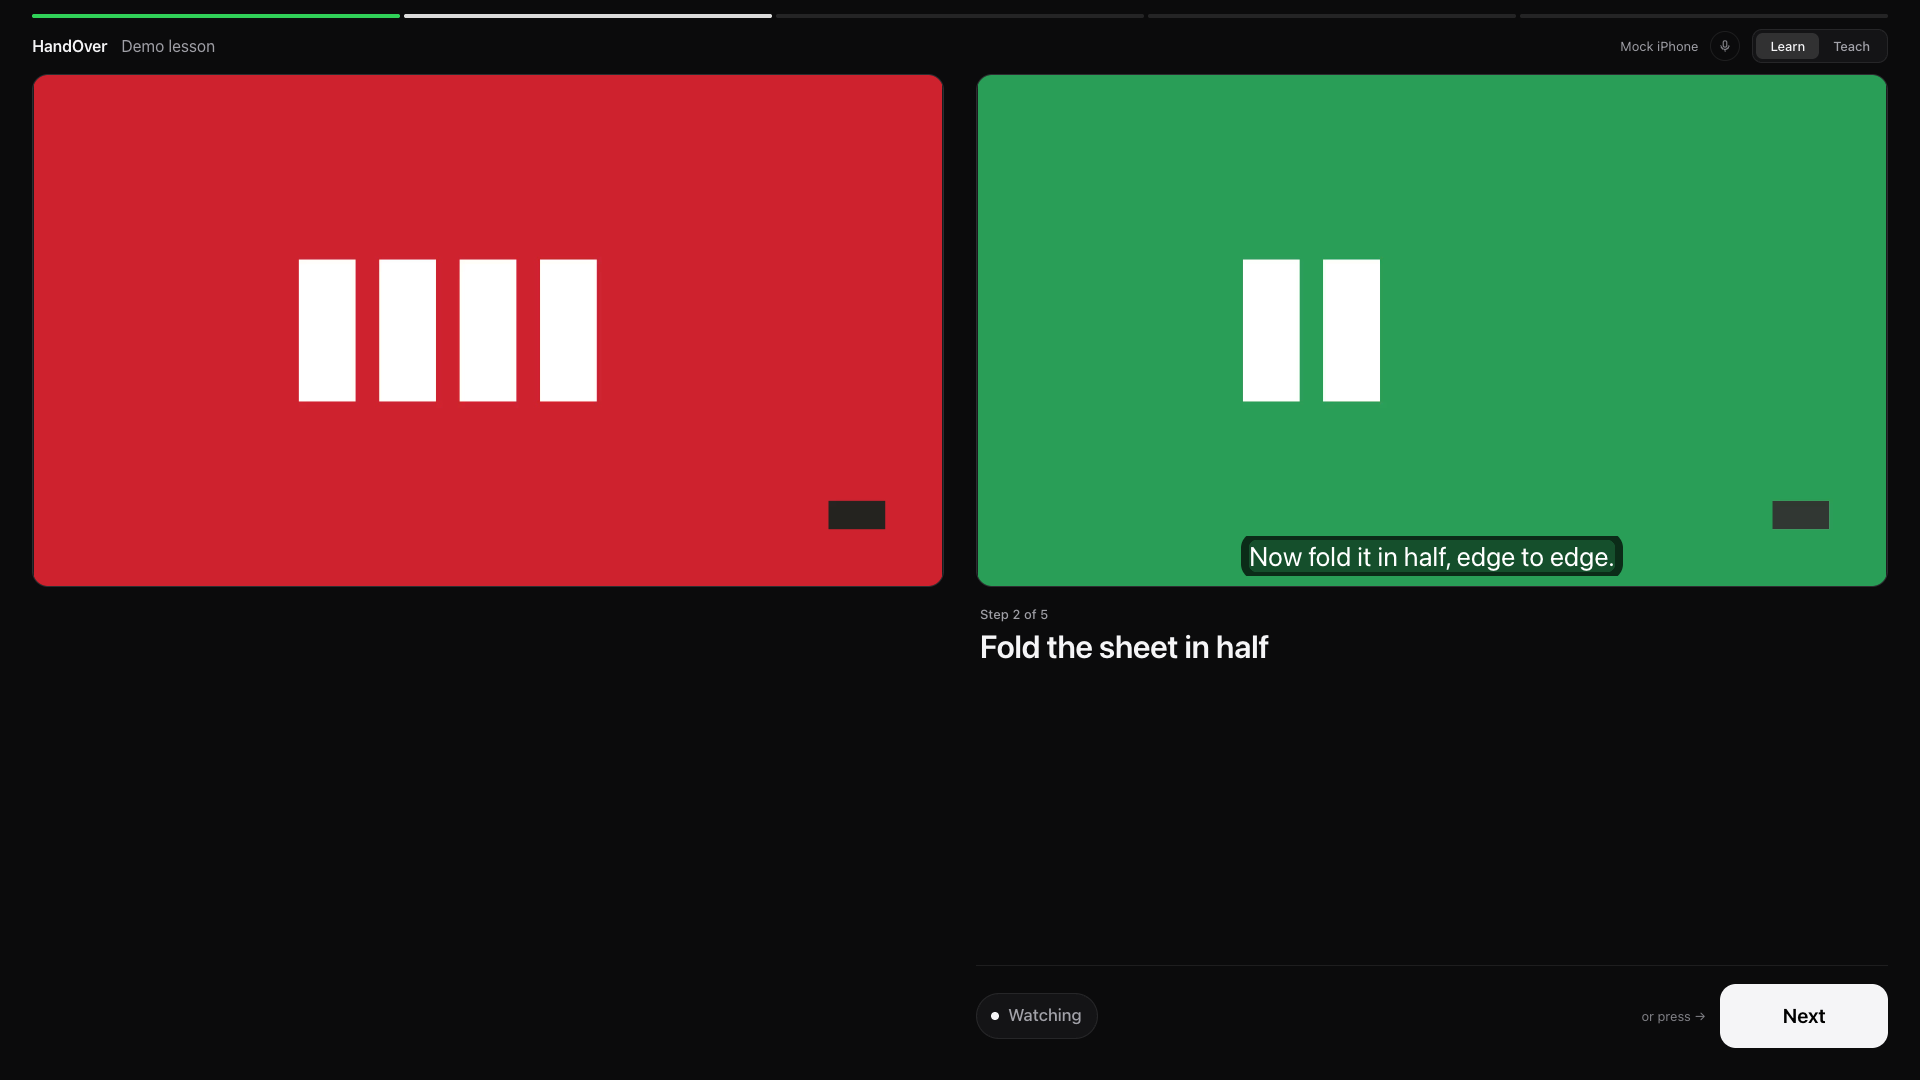 HandOver Demo lesson
Mock iPhone Learn Teach
Now fold it in half, edge to edge.
Step 2 of 5
Fold the sheet in half
Watching
or press →
Next